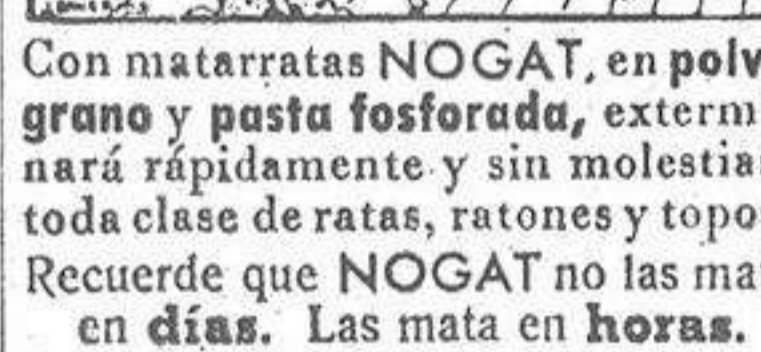 Con matarratas NOGAT, en polv
grano y pasta fosforada, extermi
nará rápidamente y sin molestia
toda clase de ratas, ratones y topo
Recuerde que NOGAT no las ma
en días. Las mata en horas.